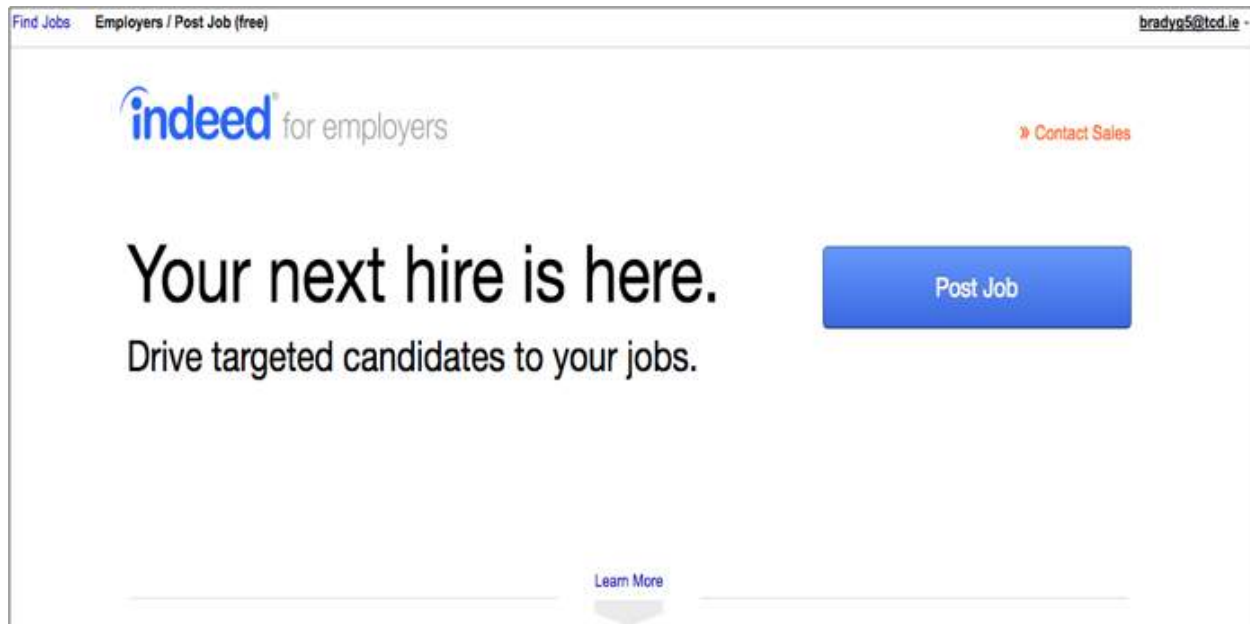 Find Jobs Employers / Post Job (free) bradyg5@tcd.ie
indeed® for employers
» Contact Sales
Your next hire is here.
Post Job
Drive targeted candidates to your jobs.
Learn More